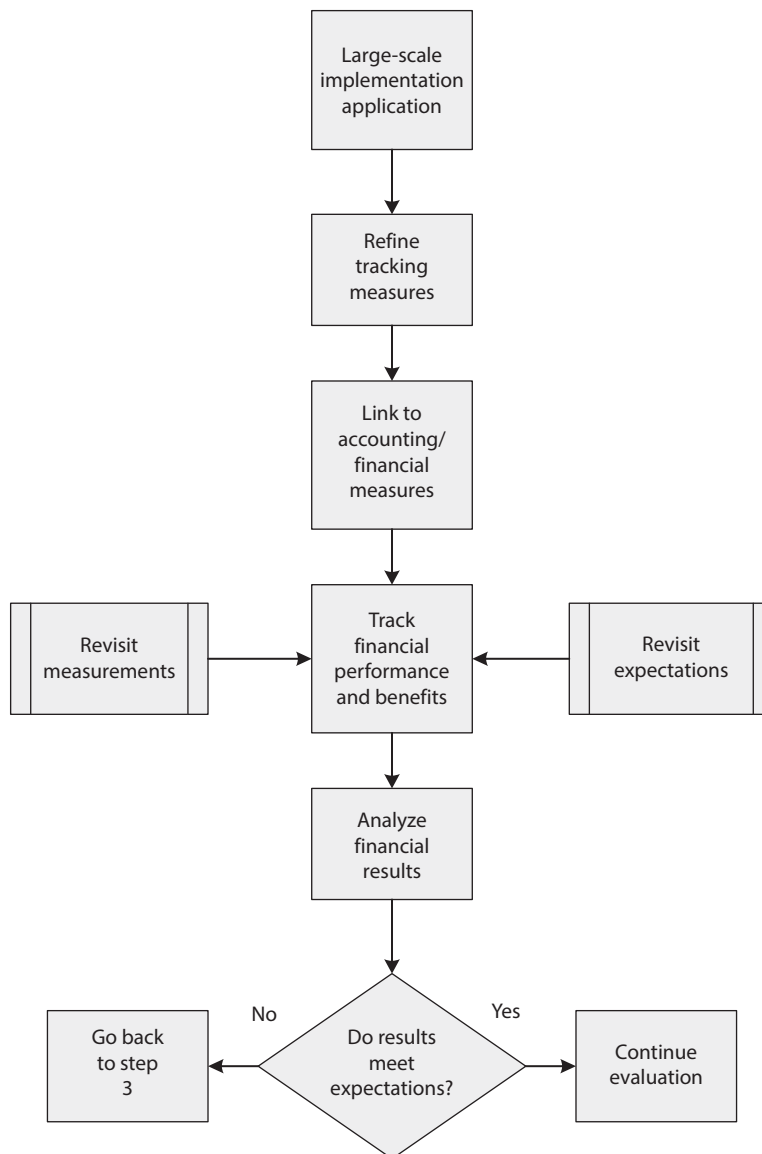 Large-scale
implementation
application
Refine
tracking
measures
Link to
accounting/
financial
measures
Revisit
measurements
Track
financial
performance
and benefits
Revisit
expectations
Analyze
financial
results
No
Yes
Go back
to step
3
Do results
meet
expectations?
Continue
evaluation